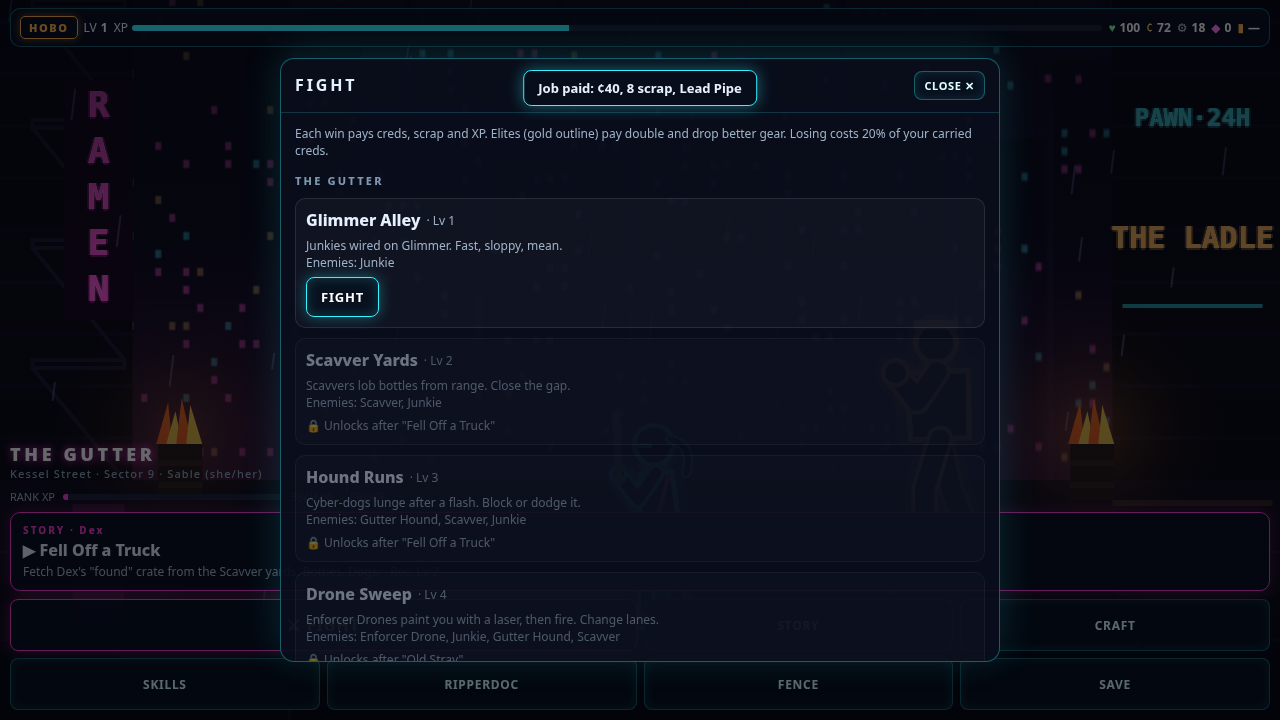 HOBO LV 1 XP ♥ 100 ¢ 72 ⚙ 18 ◆ 0 ▮ —
FIGHT
Job paid: ¢40, 8 scrap, Lead Pipe
CLOSE ✕
Each win pays creds, scrap and XP. Elites (gold outline) pay double and drop better gear. Losing costs 20% of your carried
creds.
THE GUTTER
Glimmer Alley · Lv 1
Junkies wired on Glimmer. Fast, sloppy, mean.
Enemies: Junkie
FIGHT
Scavver Yards · Lv 2
Scavvers lob bottles from range. Close the gap.
Enemies: Scavver, Junkie
🔒 Unlocks after "Fell Off a Truck"
Hound Runs · Lv 3
Cyber-dogs lunge after a flash. Block or dodge it.
Enemies: Gutter Hound, Scavver, Junkie
🔒 Unlocks after "Fell Off a Truck"
Drone Sweep · Lv 4
Enforcer Drones paint you with a laser, then fire. Change lanes.
Enemies: Enforcer Drone, Junkie, Gutter Hound, Scavver
🔒 Unlocks after "Old Stray"
RAMEN
PAWN·24H
THE LADLE
THE GUTTER
Kessel Street · Sector 9 · Sable (she/her)
RANK XP
STORY · Dex
▶ Fell Off a Truck
Fetch Dex's "found" crate from the Scavver
STORY
CRAFT
SKILLS
RIPPERDOC
FENCE
SAVE